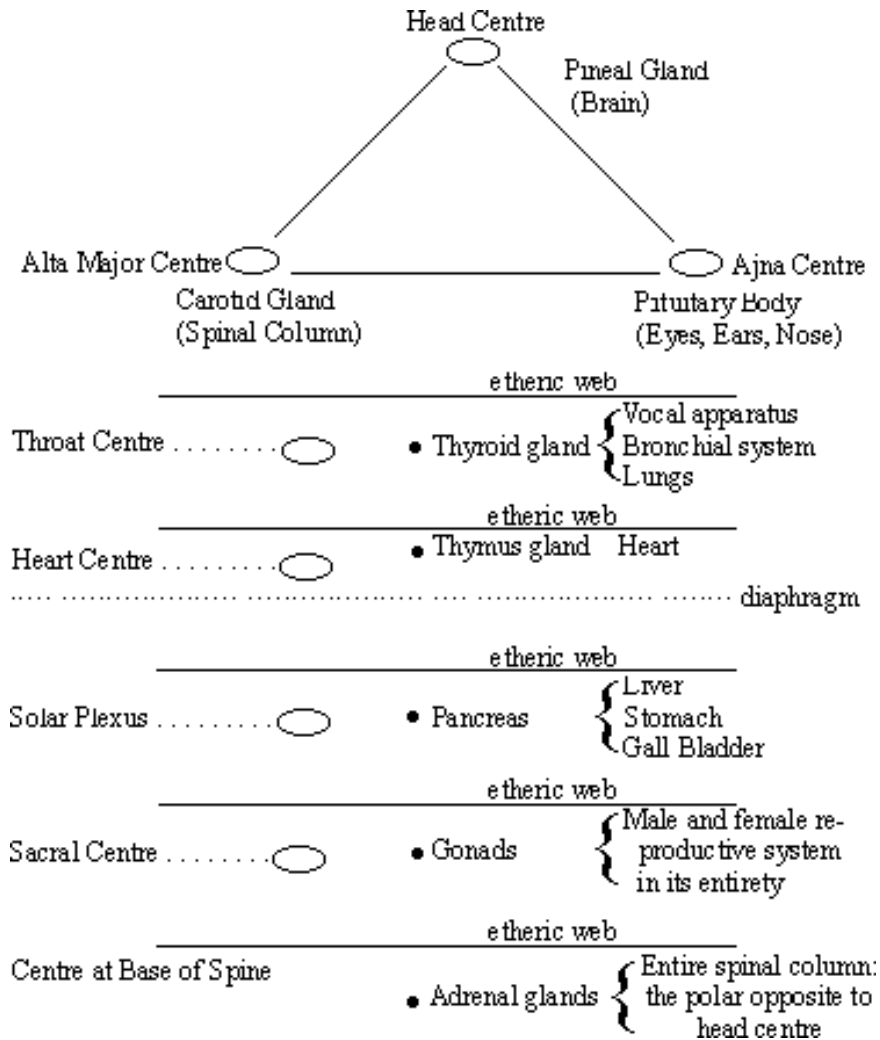 Head Centre
Pineal Gland
(Brain)
Alta Major Centre
Ajna Centre
Carotid Gland
(Spinal Column)
Pituitary Body
(Eyes, Ears, Nose)
etheric web
Throat Centre
Thyroid gland
Vocal apparatus
Bronchial system
Lungs
etheric web
Heart Centre
Thymus gland Heart
diaphragm
etheric web
Solar Plexus
Pancreas
Liver
Stomach
Gall Bladder
etheric web
Sacral Centre
Gonads
Male and female re-
productive system
in its entirety
etheric web
Centre at Base of Spine
Adrenal glands
Entire spinal column:
the polar opposite to
head centre